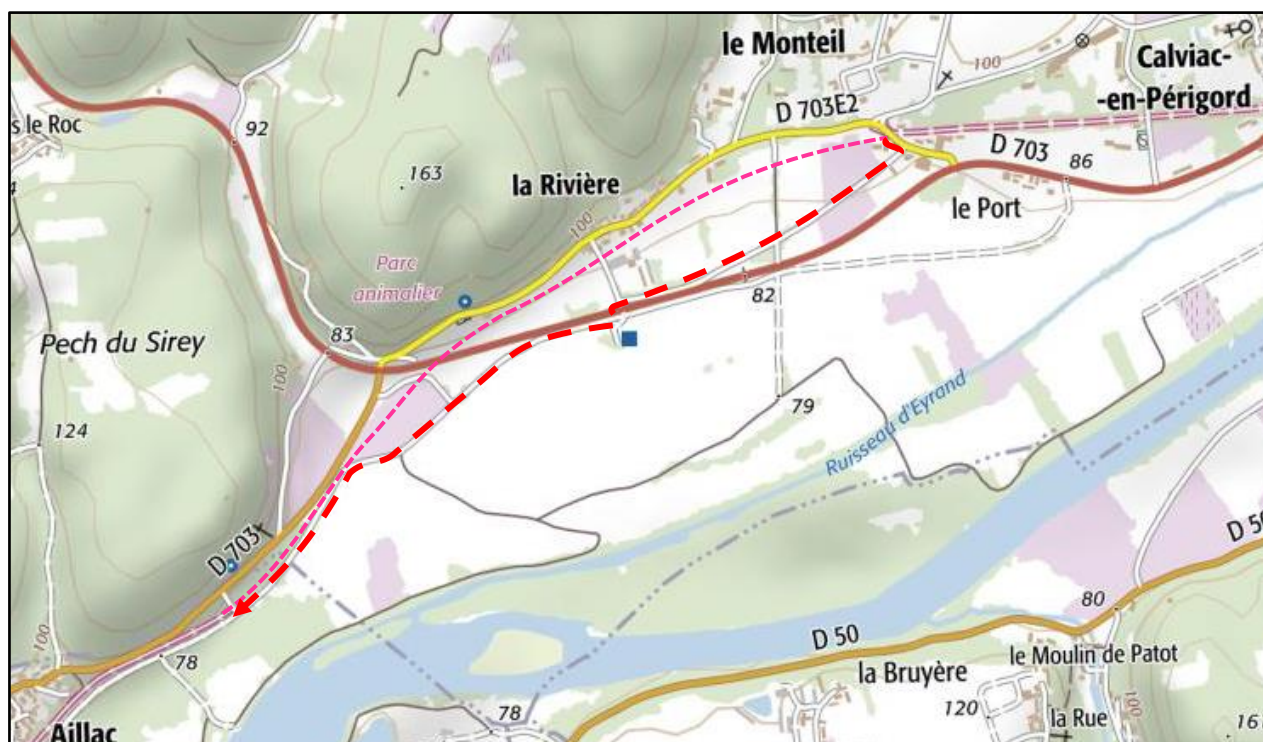 le Monteil
100
Calviac-
-en-Périgord
D 703E2
s le Roc
92
D 703
86
163
la Rivière
le Port
100
Parc
animalier
82
83
Pech du Sirey
100
79
124
Ruisseau d'Eyrand
D 703
D 50
80
D 50
100
78
la Bruyère
le Moulin de Patot
78
120
la Rue
100
Aillac